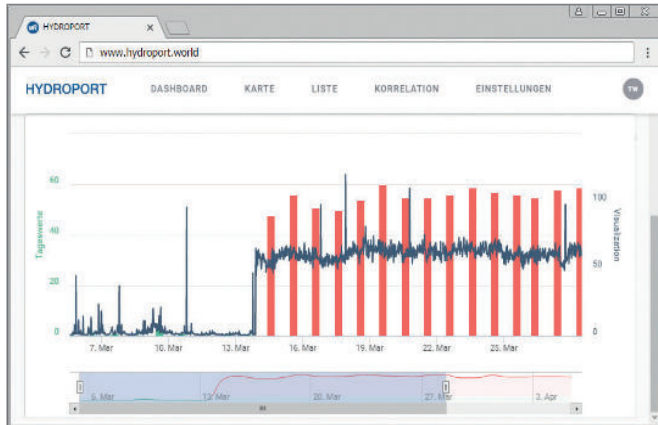 HYDROPORT
www.hydroport.world
HYDROPORT DASHBOARD KARTE LISTE KORRELATION EINSTELLUNGEN TW
60
40
20
0
Tageswerte
100
50
0
Visualization
7. Mar 10. Mar 13. Mar 16. Mar 19. Mar 22. Mar 25. Mar
6. Mar 13. Mar 20. Mar 27. Mar 3. Apr